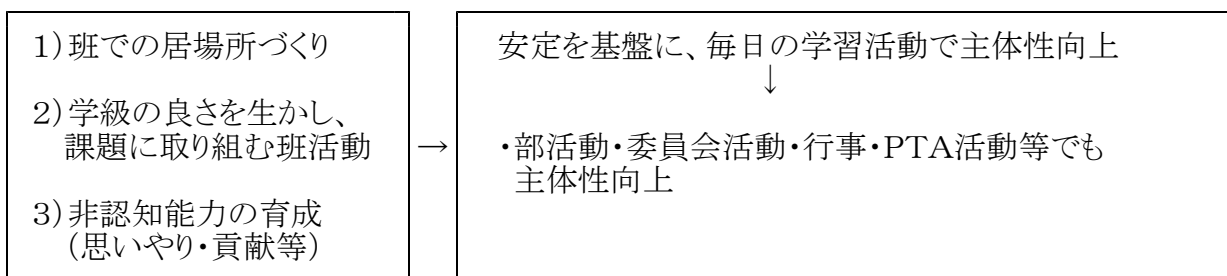 1)班での居場所づくり
2)学級の良さを生かし、
課題に取り組む班活動
3)非認知能力の育成
(思いやり・貢献等)
→
安定を基盤に、毎日の学習活動で主体性向上
↓
・部活動・委員会活動・行事・PTA活動等でも
主体性向上